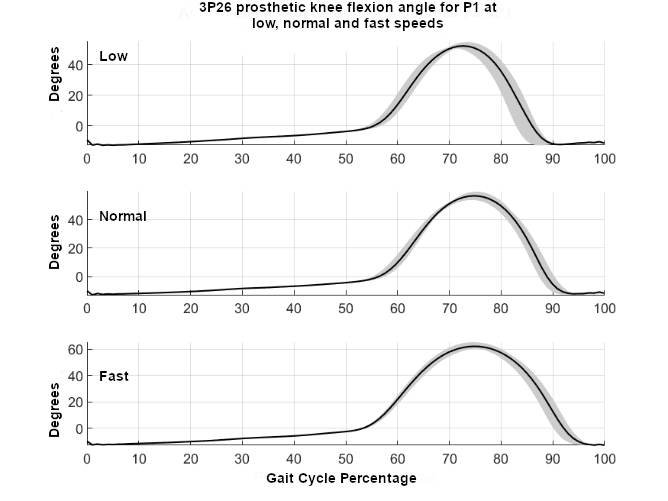 3P26 prosthetic knee flexion angle for P1 at
low, normal and fast speeds
Low
Degrees
40
20
0
0 10 20 30 40 50 60 70 80 90 100
Normal
Degrees
40
20
0
0 10 20 30 40 50 60 70 80 90 100
Fast
Degrees
60
40
20
0
0 10 20 30 40 50 60 70 80 90 100
Gait Cycle Percentage